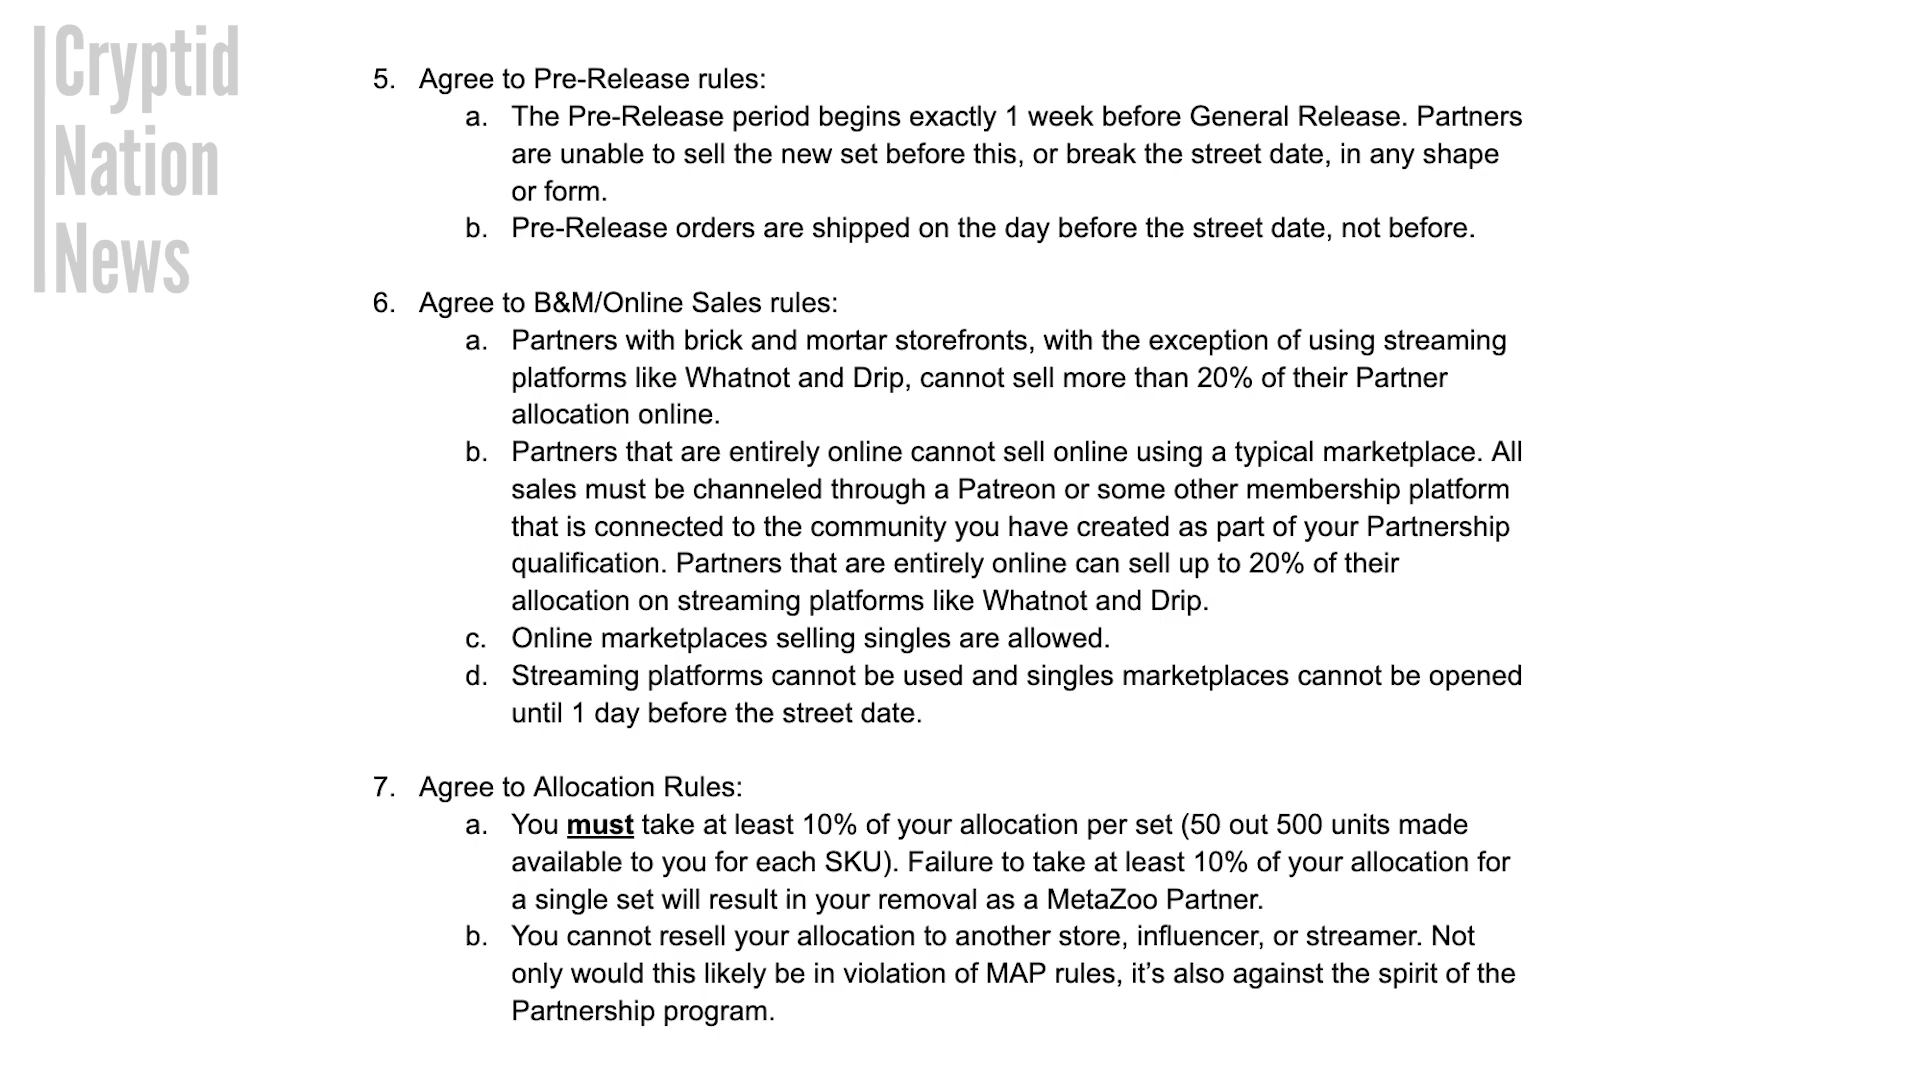 Cryptid
Nation
News
5. Agree to Pre-Release rules:
a. The Pre-Release period begins exactly 1 week before General Release. Partners
are unable to sell the new set before this, or break the street date, in any shape
or form.
b. Pre-Release orders are shipped on the day before the street date, not before.
6. Agree to B&M/Online Sales rules:
a. Partners with brick and mortar storefronts, with the exception of using streaming
platforms like Whatnot and Drip, cannot sell more than 20% of their Partner
allocation online.
b. Partners that are entirely online cannot sell online using a typical marketplace. All
sales must be channeled through a Patreon or some other membership platform
that is connected to the community you have created as part of your Partnership
qualification. Partners that are entirely online can sell up to 20% of their
allocation on streaming platforms like Whatnot and Drip.
c. Online marketplaces selling singles are allowed.
d. Streaming platforms cannot be used and singles marketplaces cannot be opened
until 1 day before the street date.
7. Agree to Allocation Rules:
a. You must take at least 10% of your allocation per set (50 out 500 units made
available to you for each SKU). Failure to take at least 10% of your allocation for
a single set will result in your removal as a MetaZoo Partner.
b. You cannot resell your allocation to another store, influencer, or streamer. Not
only would this likely be in violation of MAP rules, it’s also against the spirit of the
Partnership program.